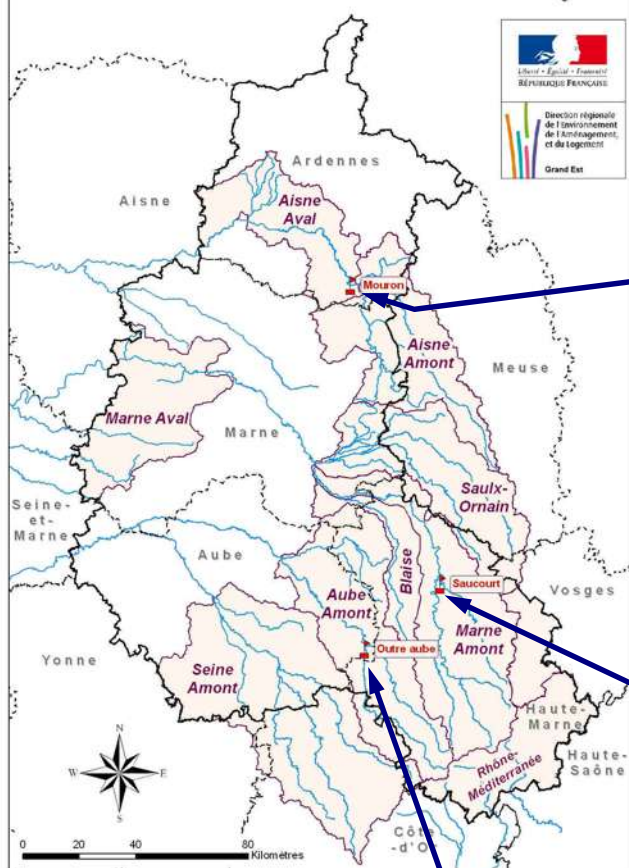 Liberté • Égalité • Fraternité
RÉPUBLIQUE FRANÇAISE
Direction régionale
de l'Environnement
de l'Aménagement,
et du Logement
Grand Est
Ardennes
Aisne
Aisne
Aval
Mouron
Aisne
Amont
Meuse
Marne Aval
Marne
Saulx-
Ornain
Seine-
et-
Marne
Aube
Blaise
Saucourt
Vosges
Aube
Amont
Marne
Amont
Outre aube
Yonne
Seine
Amont
Haute-
Marne
Haute-
Saône
Rhône-
Méditerranée
N
W
E
S
Côte
-d'Or
0 20 40 80
Kilomètres